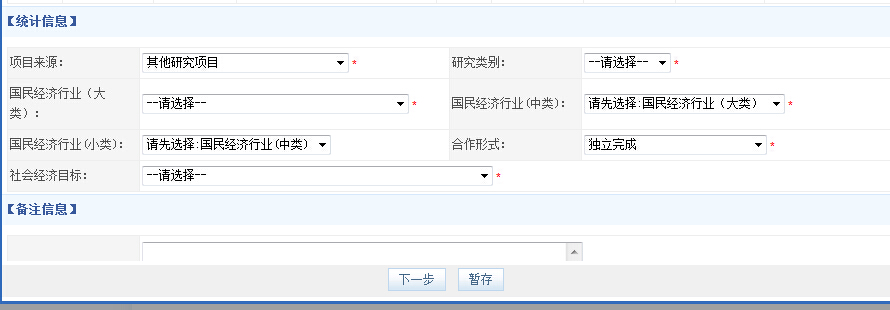 【统计信息】
项目来源: 其他研究项目 * 研究类别: --请选择-- *
国民经济行业（大
类）: --请选择-- * 国民经济行业(中类): 请先选择:国民经济行业（大类） *
国民经济行业(小类): 请先选择:国民经济行业(中类) 合作形式: 独立完成 *
社会经济目标: --请选择-- *
【备注信息】
下一步 暂存